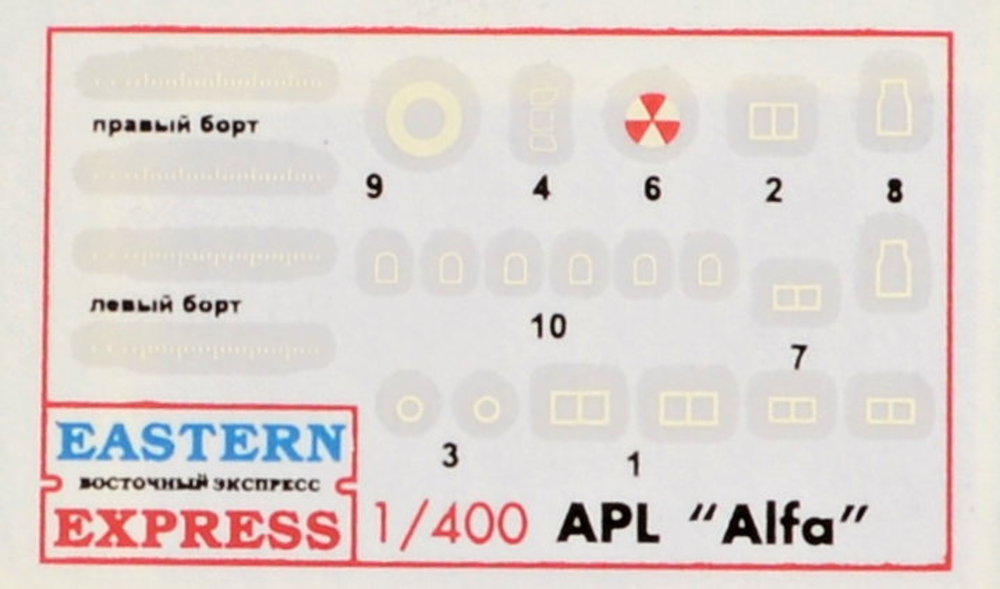 правый борт
9
4
6
2
8
левый борт
10
7
3
1
EASTERN
ВОСТОЧНЫЙ ЭКСПРЕСС
EXPRESS
1/400 APL "Alfa"